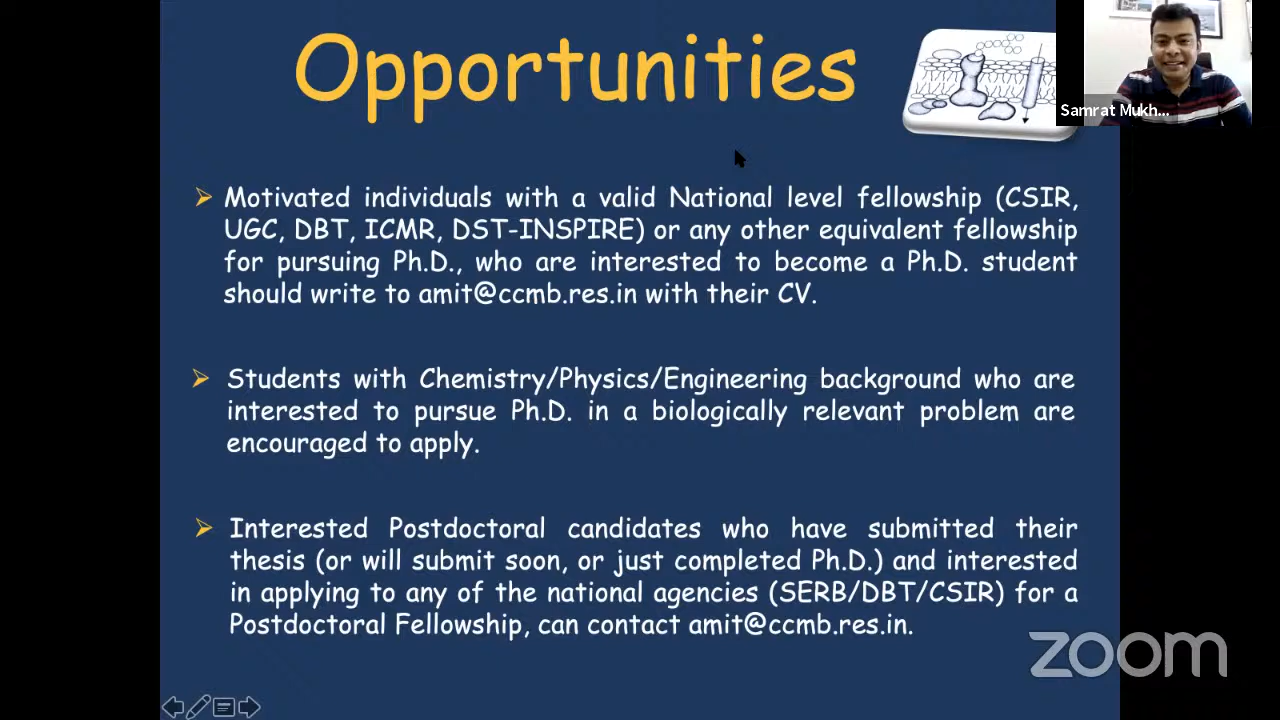 Opportunities
Samrat Mukh...
➢ Motivated individuals with a valid National level fellowship (CSIR,
UGC, DBT, ICMR, DST-INSPIRE) or any other equivalent fellowship
for pursuing Ph.D., who are interested to become a Ph.D. student
should write to amit@ccmb.res.in with their CV.
➢ Students with Chemistry/Physics/Engineering background who are
interested to pursue Ph.D. in a biologically relevant problem are
encouraged to apply.
➢ Interested Postdoctoral candidates who have submitted their
thesis (or will submit soon, or just completed Ph.D.) and interested
in applying to any of the national agencies (SERB/DBT/CSIR) for a
Postdoctoral Fellowship, can contact amit@ccmb.res.in.
zoom